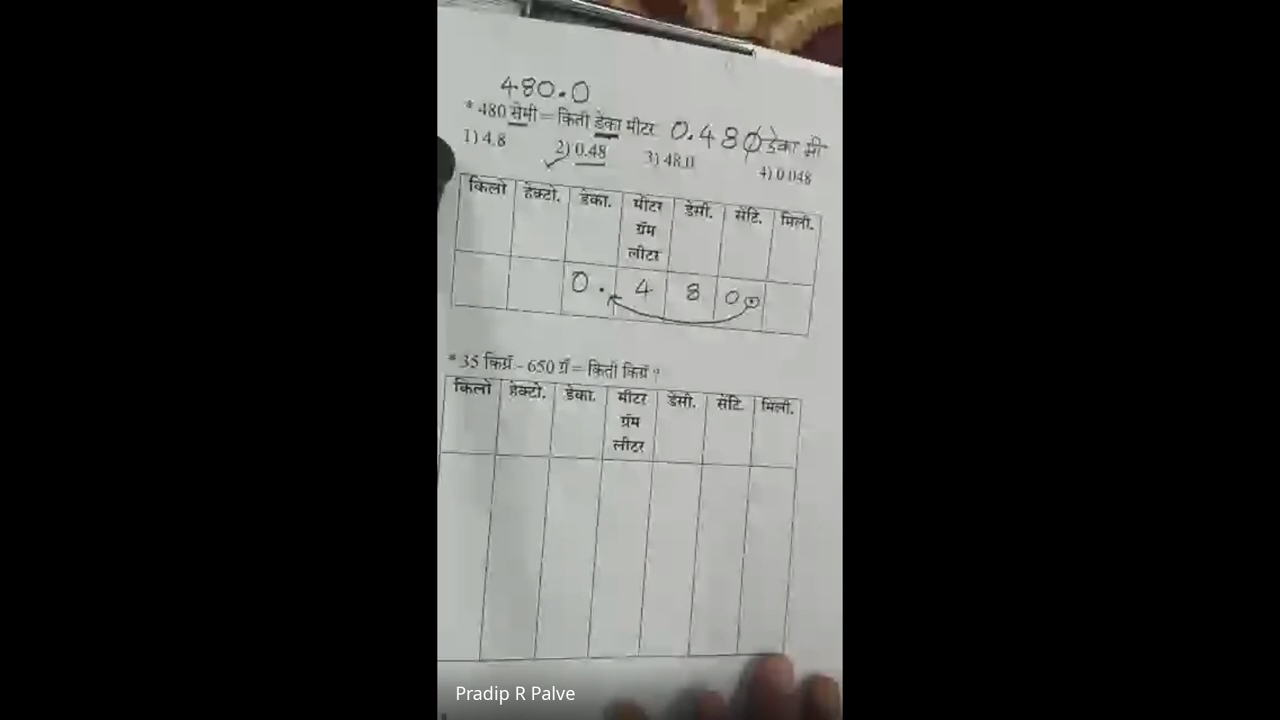 480.0
* 480 सेमी = किती डेका मीटर 0.480 डेका मी
1) 4.8 2) 0.48 3) 48.0 4) 0.048
किलो हेक्टो. डेका. मीटर डेसी. सेंटि. मिली.
ग्रॅम
लीटर
0. 4 8 0.
* 35 किग्रॅ - 650 ग्रॅ = किती किग्रॅ ?
किलो हेक्टो. डेका. मीटर डेसी. सेंटि. मिली.
ग्रॅम
लीटर
Pradip R Palve